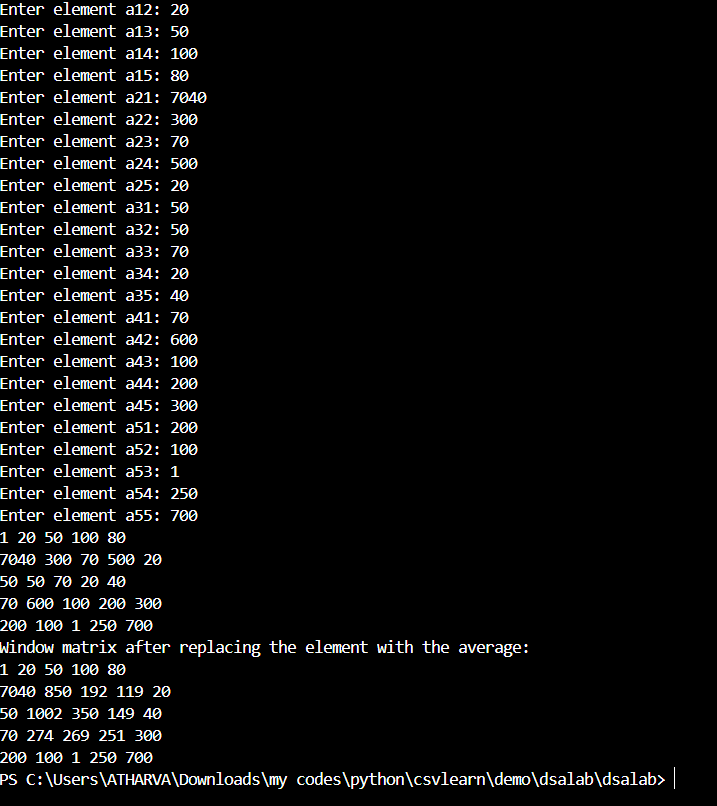 Enter element a12: 20
Enter element a13: 50
Enter element a14: 100
Enter element a15: 80
Enter element a21: 7040
Enter element a22: 300
Enter element a23: 70
Enter element a24: 500
Enter element a25: 20
Enter element a31: 50
Enter element a32: 50
Enter element a33: 70
Enter element a34: 20
Enter element a35: 40
Enter element a41: 70
Enter element a42: 600
Enter element a43: 100
Enter element a44: 200
Enter element a45: 300
Enter element a51: 200
Enter element a52: 100
Enter element a53: 1
Enter element a54: 250
Enter element a55: 700
1 20 50 100 80
7040 300 70 500 20
50 50 70 20 40
70 600 100 200 300
200 100 1 250 700
Window matrix after replacing the element with the average:
1 20 50 100 80
7040 850 192 119 20
50 1002 350 149 40
70 274 269 251 300
200 100 1 250 700
PS C:\Users\ATHARVA\Downloads\my codes\python\csvlearn\demo\dsalab\dsalab>